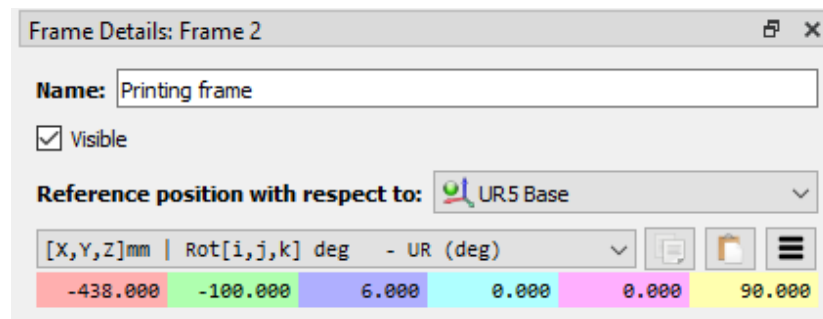 Frame Details: Frame 2
Name: Printing frame
Visible
Reference position with respect to: UR5 Base
[X,Y,Z]mm | Rot[i,j,k] deg - UR (deg)
-438.000 -100.000 6.000 0.000 0.000 90.000